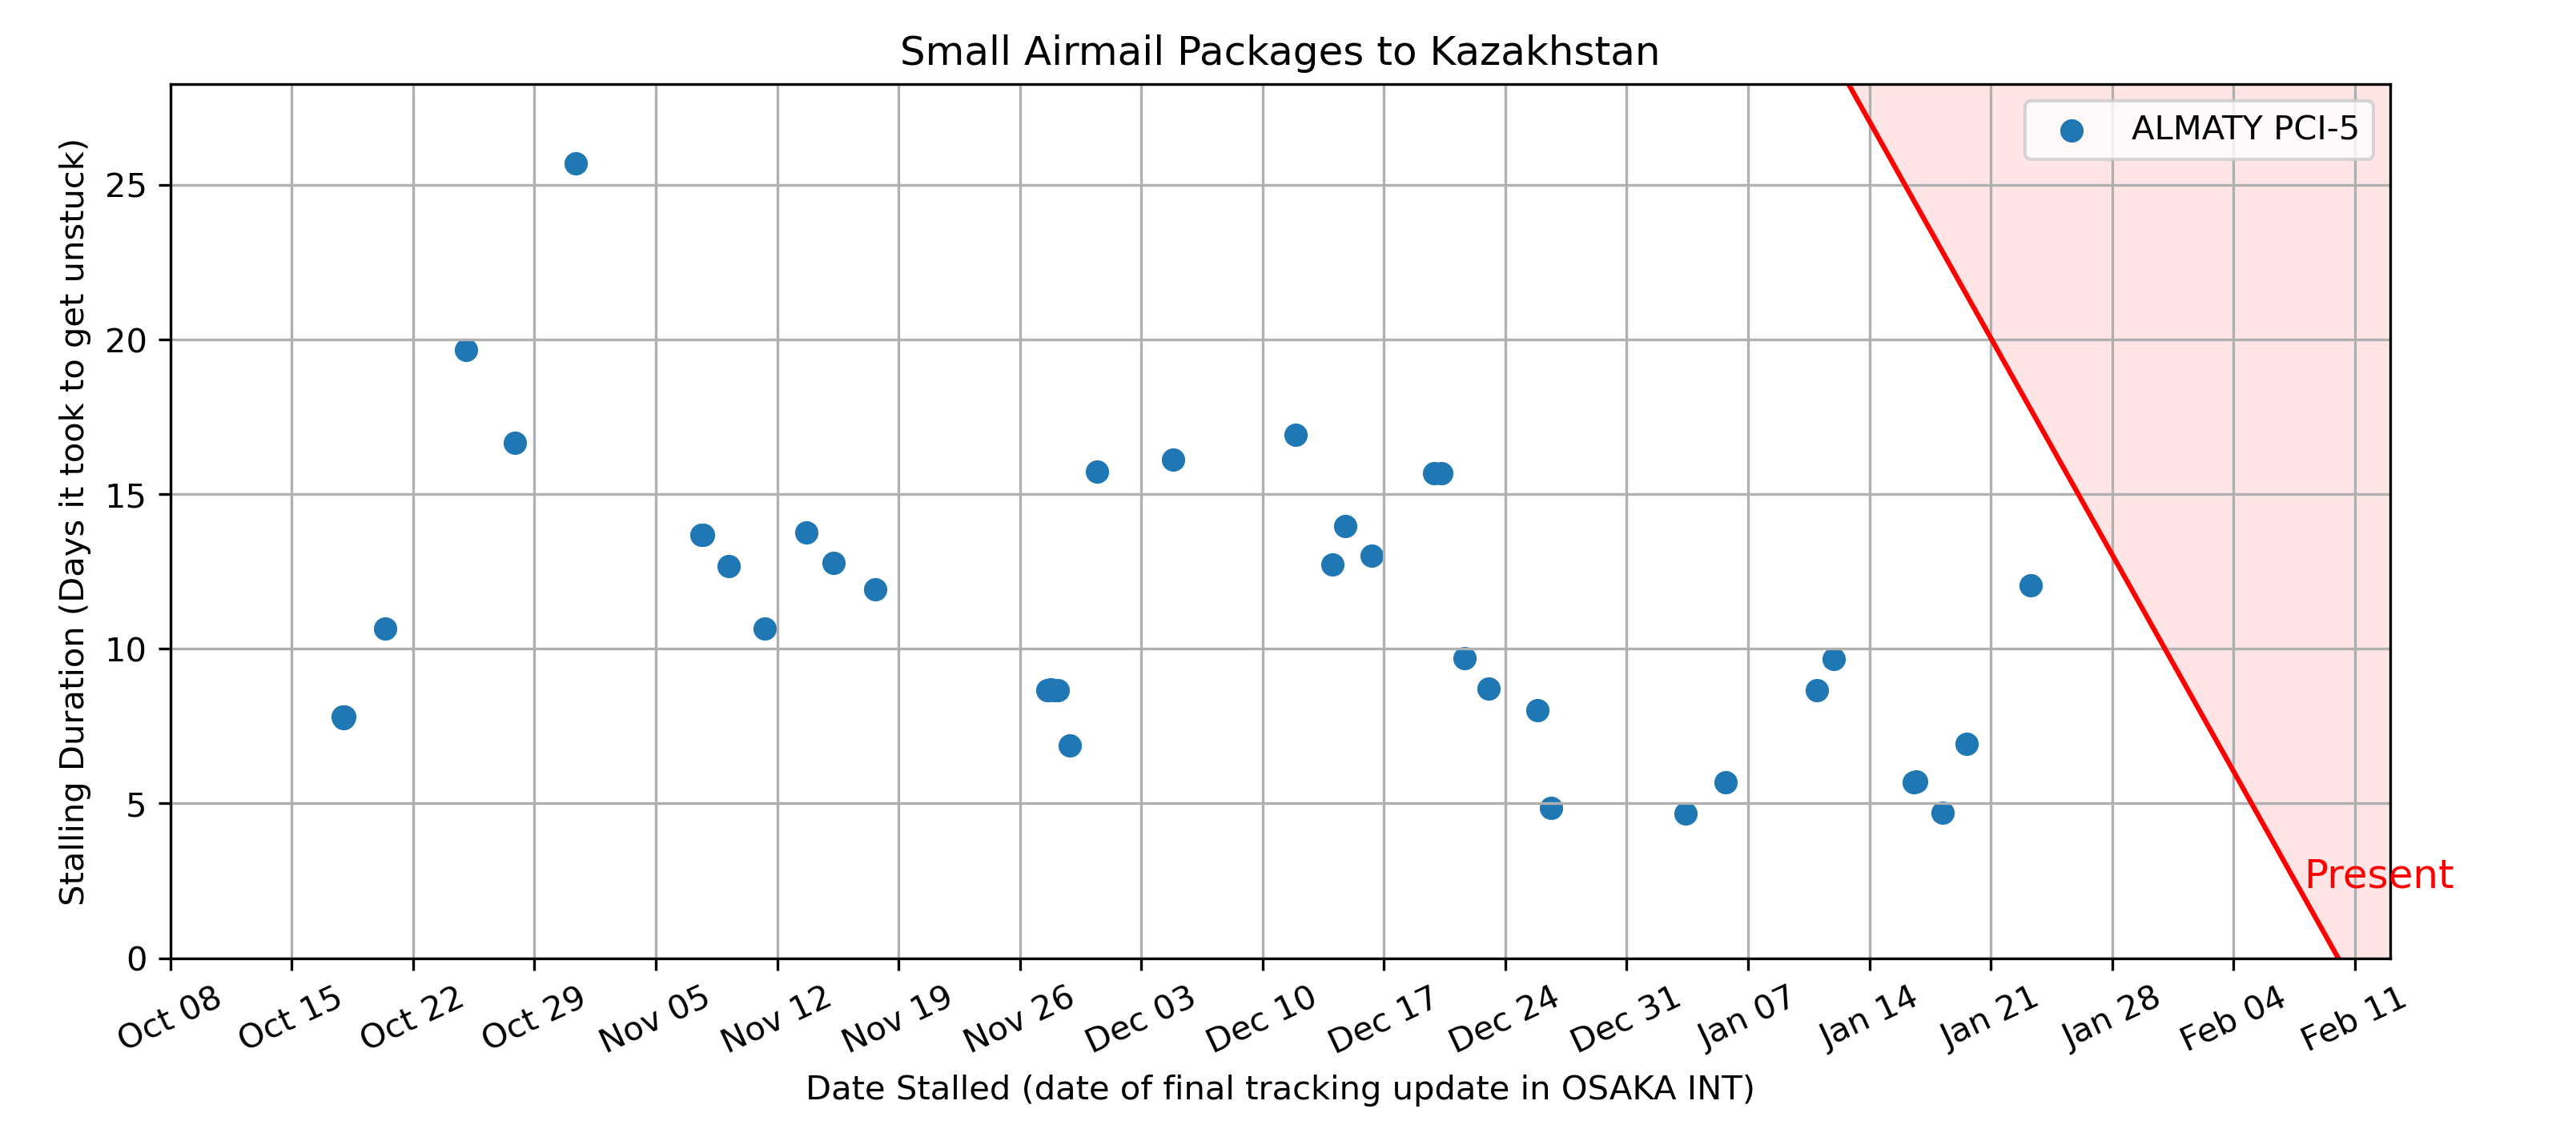 Small Airmail Packages to Kazakhstan
ALMATY PCI-5
Stalling Duration (Days it took to get unstuck)
25
20
15
10
5
0
Present
Oct 08
Oct 15
Oct 22
Oct 29
Nov 05
Nov 12
Nov 19
Nov 26
Dec 03
Dec 10
Dec 17
Dec 24
Dec 31
Jan 07
Jan 14
Jan 21
Jan 28
Feb 04
Feb 11
Date Stalled (date of final tracking update in OSAKA INT)